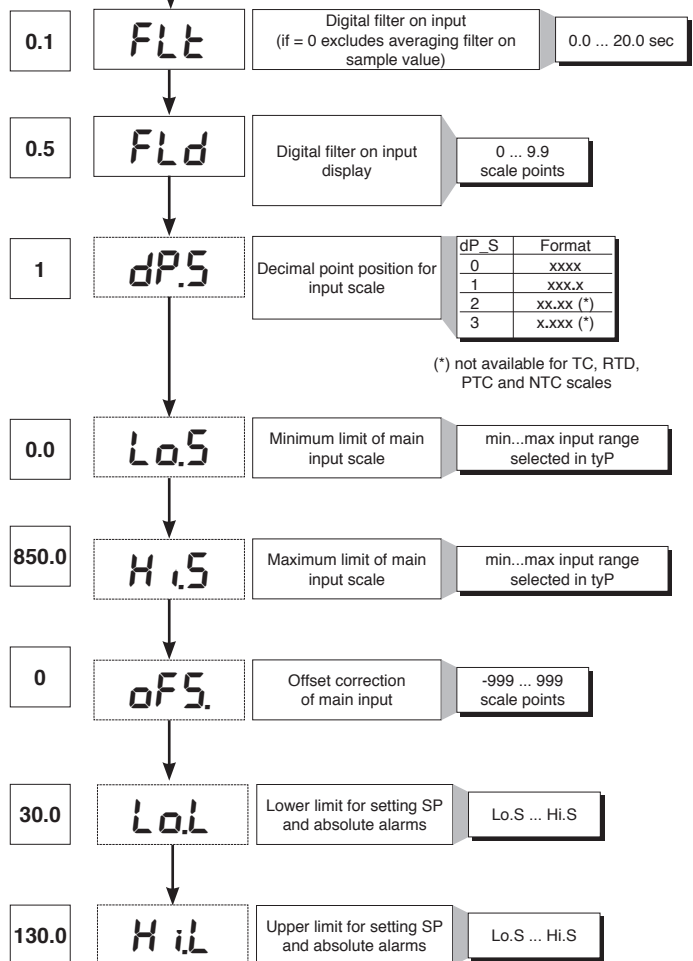 0.1
FLt
Digital filter on input
(if = 0 excludes averaging filter on
sample value)
0.0 ... 20.0 sec
0.5
FLd
Digital filter on input
display
0 ... 9.9
scale points
1
dP.S
Decimal point position for
input scale
dP_S Format
0 xxxx
1 xxx.x
2 xx.xx (*)
3 x.xxx (*)
(*) not available for TC, RTD,
PTC and NTC scales
0.0
Lo.S
Minimum limit of main
input scale
min...max input range
selected in tyP
850.0
Hi.S
Maximum limit of main
input scale
min...max input range
selected in tyP
0
oFS.
Offset correction
of main input
-999 ... 999
scale points
30.0
Lo.L
Lower limit for setting SP
and absolute alarms
Lo.S ... Hi.S
130.0
Hi.L
Upper limit for setting SP
and absolute alarms
Lo.S ... Hi.S